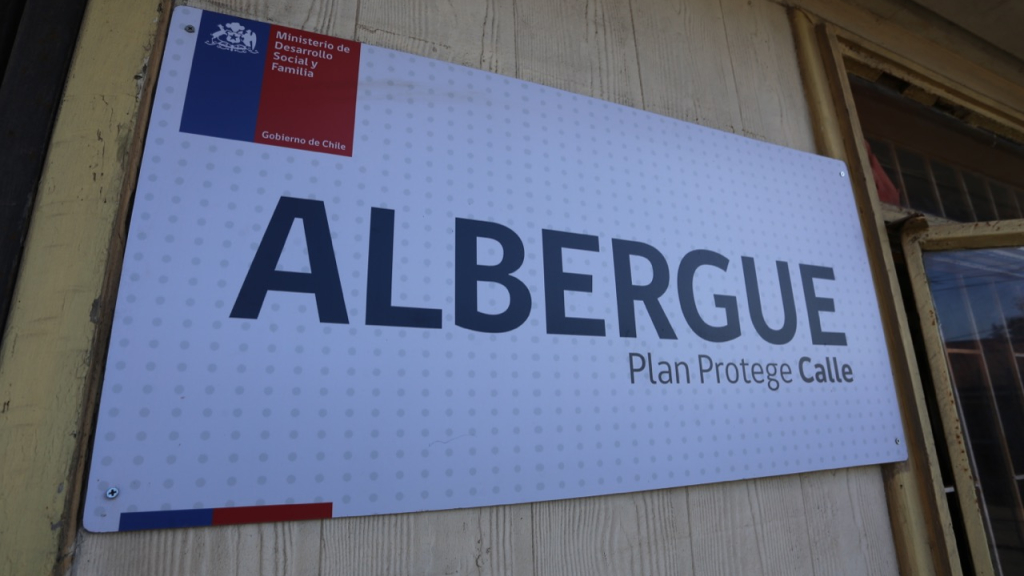 Ministerio de
Desarrollo
Social y
Familia
Gobierno de Chile
ALBERGUE
Plan Protege Calle